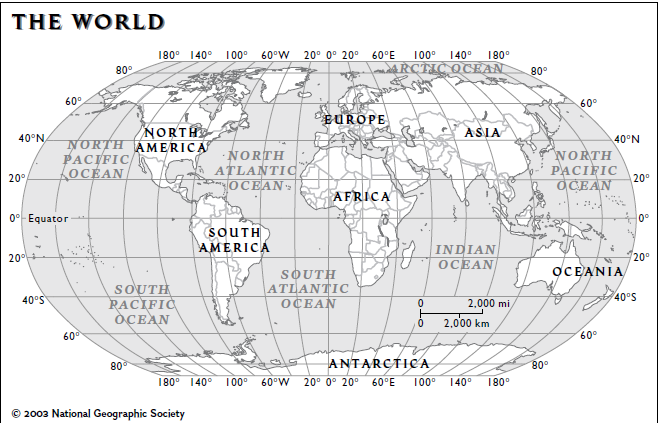 THE WORLD
180° 140° 100° 60°W 20° 0° 20° 60°E 100° 140° 180°
ARCTIC OCEAN
80° 80°
60° 60°
EUROPE
NORTH
AMERICA
ASIA
40°N 40°N
NORTH
PACIFIC
OCEAN
NORTH
ATLANTIC
OCEAN
NORTH
PACIFIC
OCEAN
20° 20°
AFRICA
0° Equator 0°
SOUTH
AMERICA
INDIAN
OCEAN
20° 20°
OCEANIA
SOUTH
PACIFIC
OCEAN
SOUTH
ATLANTIC
OCEAN
40°S 40°S
0 2,000 mi
0 2,000 km
60° 60°
ANTARCTICA
80° 80°
180° 140° 100° 60°W 20° 0° 20° 60°E 100° 140° 180°
© 2003 National Geographic Society